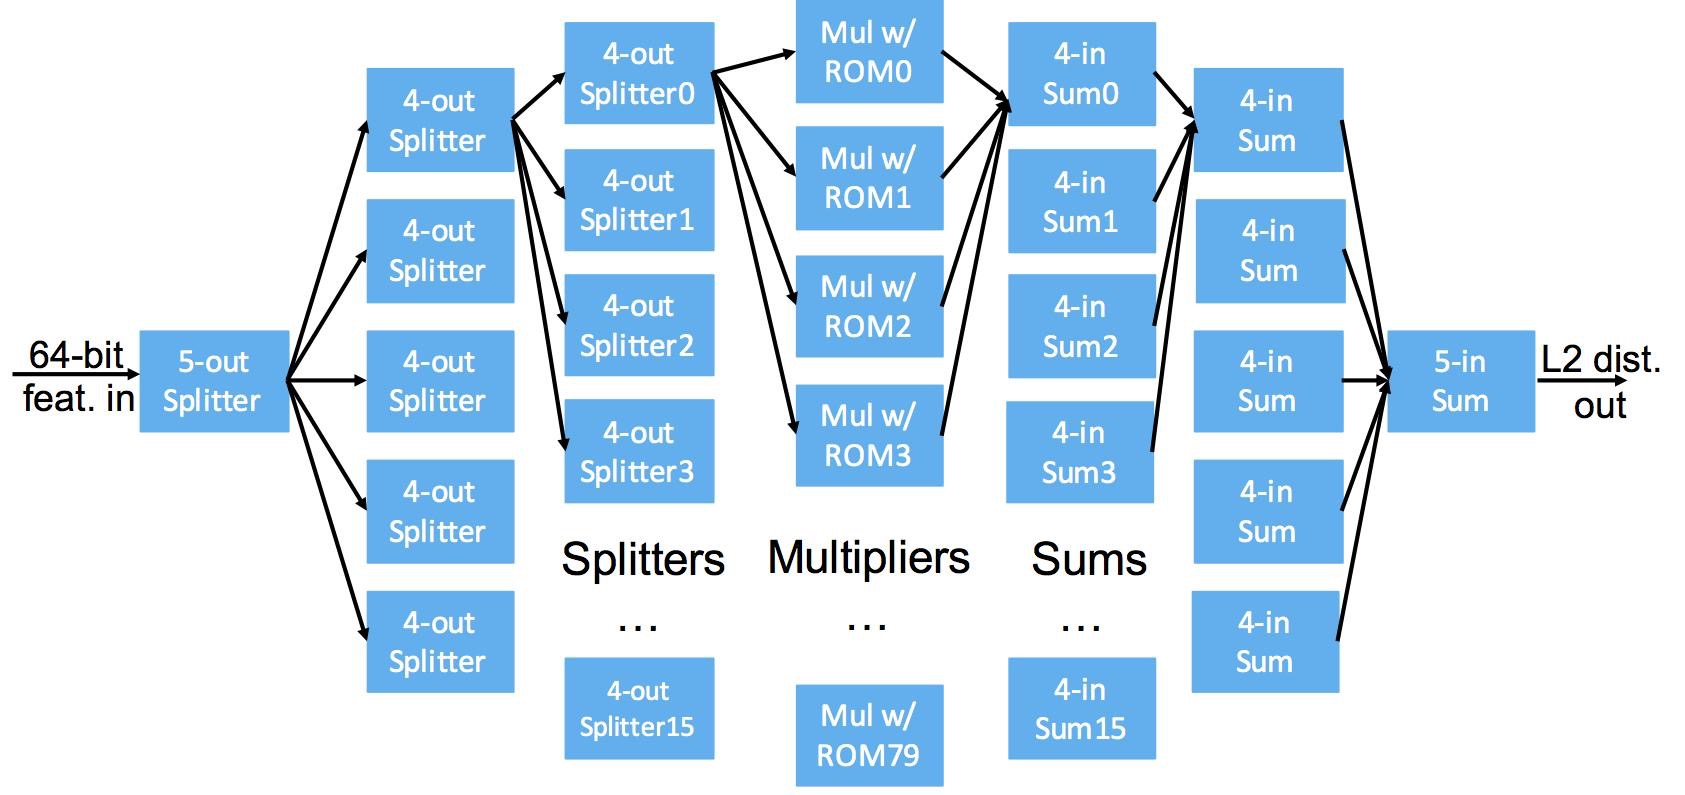 64-bit
feat. in
5-out
Splitter
4-out
Splitter
4-out
Splitter
4-out
Splitter
4-out
Splitter
4-out
Splitter
4-out
Splitter0
4-out
Splitter1
4-out
Splitter2
4-out
Splitter3
Splitters
...
4-out
Splitter15
Mul w/
ROM0
Mul w/
ROM1
Mul w/
ROM2
Mul w/
ROM3
Multipliers
...
Mul w/
ROM79
4-in
Sum0
4-in
Sum1
4-in
Sum2
4-in
Sum3
Sums
...
4-in
Sum15
4-in
Sum
4-in
Sum
4-in
Sum
4-in
Sum
4-in
Sum
5-in
Sum
L2 dist.
out